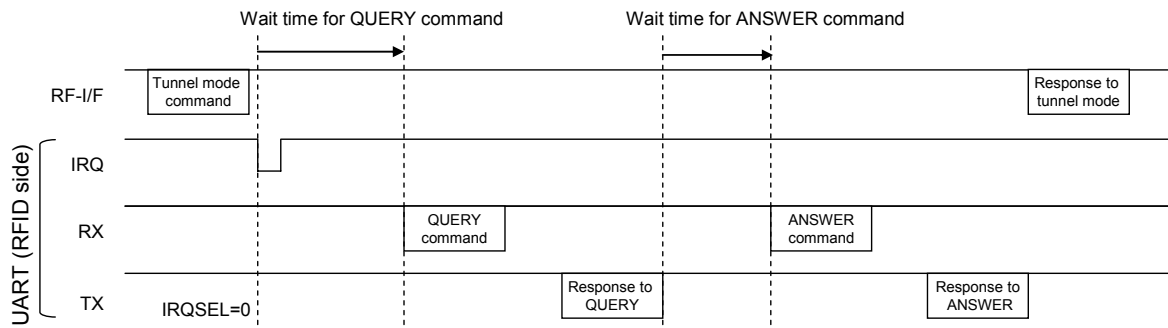 Wait time for QUERY command
Wait time for ANSWER command
RF-I/F
Tunnel mode
command
Response to
tunnel mode
UART (RFID side)
IRQ
RX
QUERY
command
ANSWER
command
TX
IRQSEL=0
Response to
QUERY
Response to
ANSWER